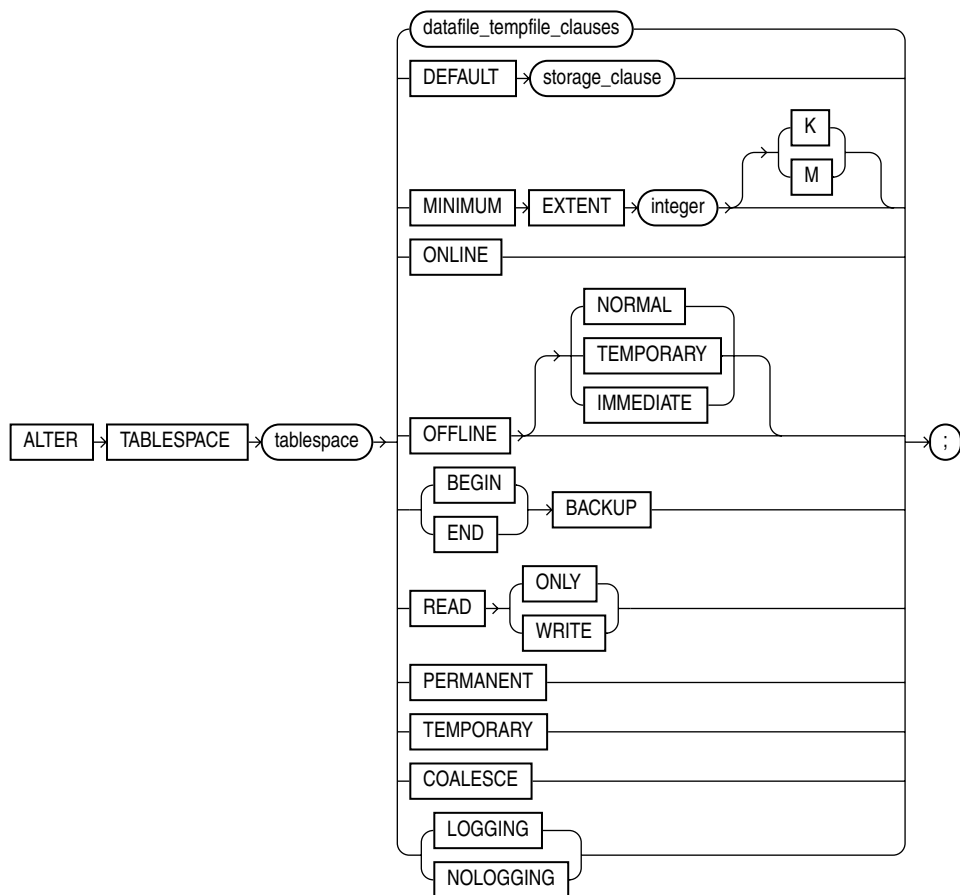 datafile_tempfile_clauses
DEFAULT storage_clause
K
M
MINIMUM EXTENT integer
ONLINE
NORMAL
TEMPORARY
IMMEDIATE
ALTER TABLESPACE tablespace OFFLINE ;
BEGIN
BACKUP
END
ONLY
READ
WRITE
PERMANENT
TEMPORARY
COALESCE
LOGGING
NOLOGGING